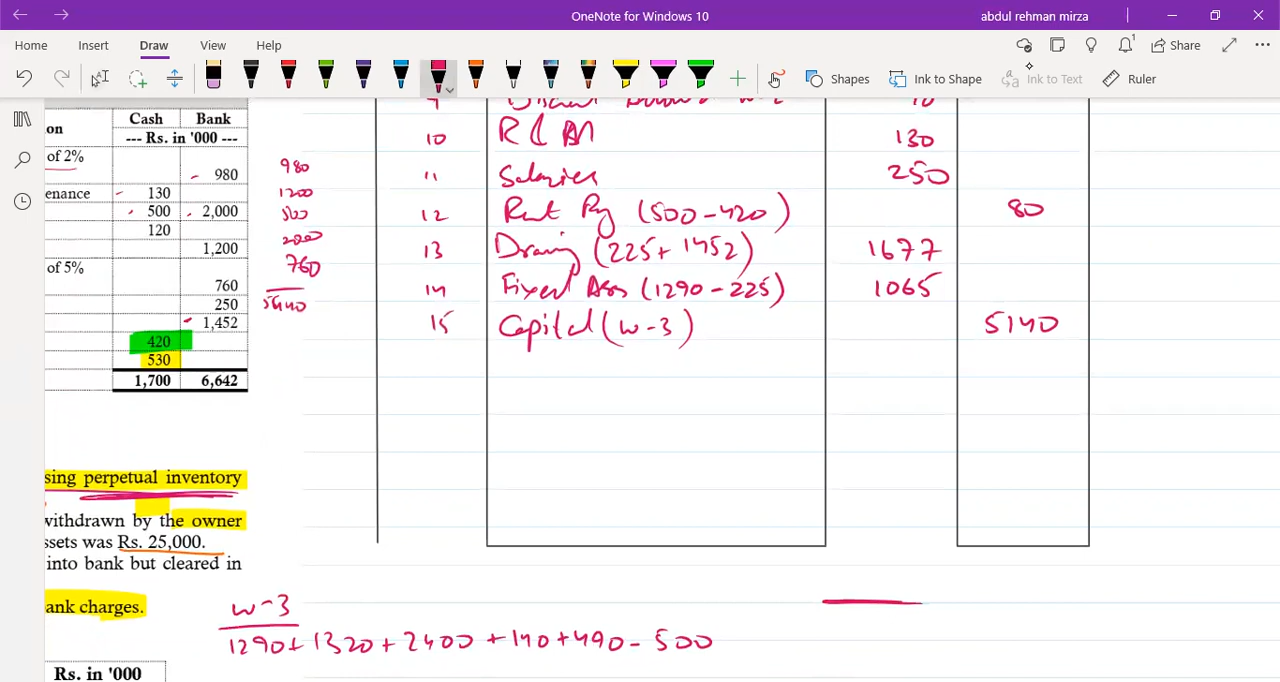 OneNote for Windows 10
abdul rehman mirza
Home Insert Draw View Help
Share
Shapes Ink to Shape Ink to Text Ruler
on Cash Bank
--- Rs. in '000 ---
of 2%
980
enance 130
500 2,000
120
1,200
of 5%
760
250
1,452
420
530
1,700 6,642
sing perpetual inventory
withdrawn by the owner
ssets was Rs. 25,000.
into bank but cleared in
ank charges.
Rs. in '000
980
1200
500
2000
760
5440
9 w-2 10
10 R & M 130
11 Salaries 250
12 Rent Pay (500-420) 80
13 Drawing (225+1452) 1677
14 Fixed Ass (1290-225) 1065
15 Capital (w-3) 5140
w-3
1290+1320+2400+140+490-500